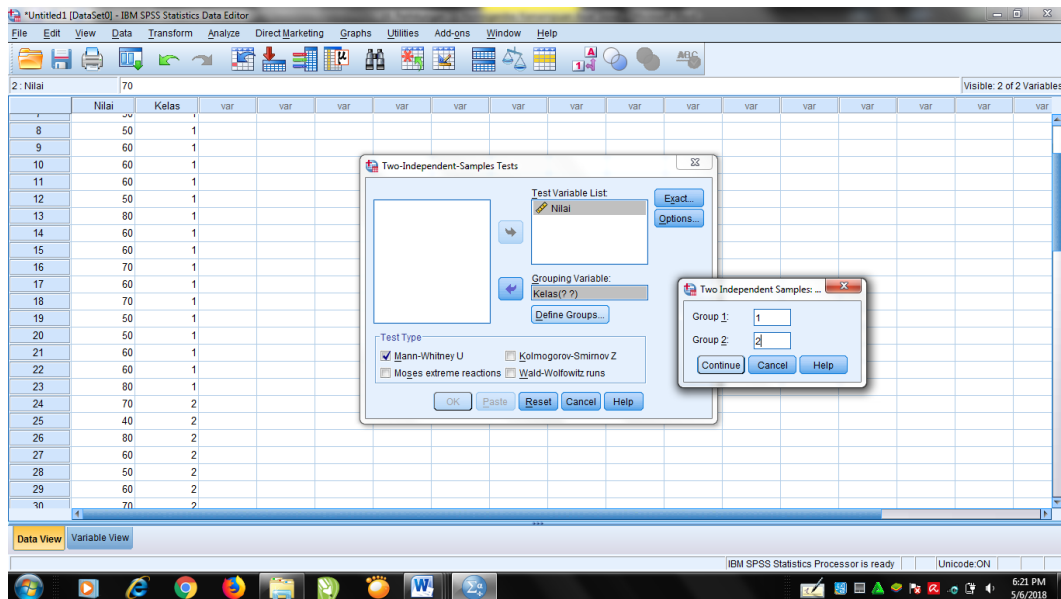 *Untitled1 [DataSet0] - IBM SPSS Statistics Data Editor
File Edit View Data Transform Analyze Direct Marketing Graphs Utilities Add-ons Window Help
2 : Nilai 70 Visible: 2 of 2 Variables
Nilai Kelas var var var var var var var var var var var var var var
8 50 1
9 60 1
10 60 1
11 60 1
12 50 1
13 80 1
14 60 1
15 60 1
16 70 1
17 60 1
18 70 1
19 50 1
20 50 1
21 60 1
22 60 1
23 80 1
24 70 2
25 40 2
26 80 2
27 60 2
28 50 2
29 60 2
30 70 2
Two-Independent-Samples Tests
Test Variable List:
Nilai
Exact...
Options...
Grouping Variable:
Kelas(? ?)
Define Groups...
Test Type
Mann-Whitney U Kolmogorov-Smirnov Z
Moses extreme reactions Wald-Wolfowitz runs
OK Paste Reset Cancel Help
Two Independent Samples: ...
Group 1: 1
Group 2: 2
Continue Cancel Help
Data View Variable View
IBM SPSS Statistics Processor is ready Unicode:ON
6:21 PM
5/6/2018